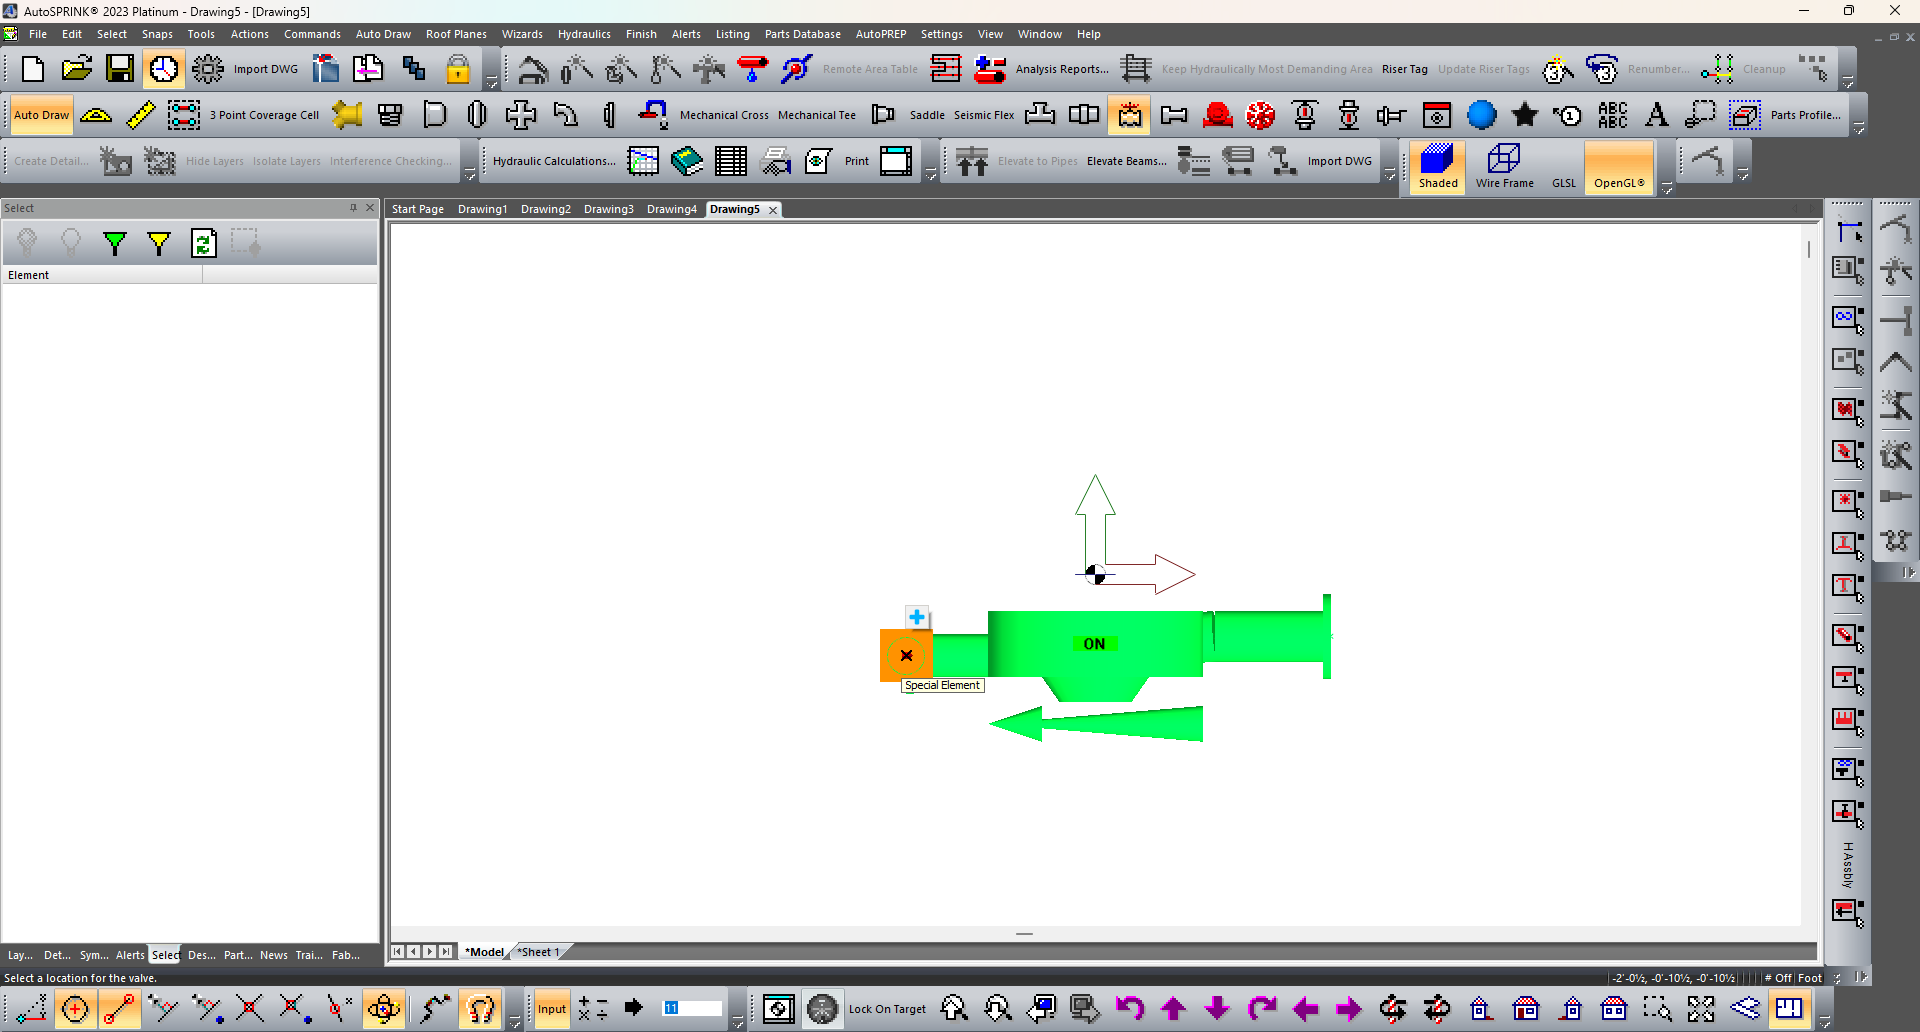 AutoSPRINK® 2023 Platinum - Drawing5 - [Drawing5]
File Edit Select Snaps Tools Actions Commands Auto Draw Roof Planes Wizards Hydraulics Finish Alerts Listing Parts Database AutoPREP Settings View Window Help
Import DWG Remote Area Table Analysis Reports... Keep Hydraulically Most Demanding Area Riser Tag Update Riser Tags 3 3 Renumber... Cleanup
Auto Draw 3 Point Coverage Cell Mechanical Cross Mechanical Tee Saddle Seismic Flex 1 ABC ABC A Parts Profile...
Create Detail... Hide Layers Isolate Layers Interference Checking... Hydraulic Calculations... Print Elevate to Pipes Elevate Beams... Import DWG Shaded Wire Frame GLSL OpenGL®
Select
Start Page Drawing1 Drawing2 Drawing3 Drawing4 Drawing5
Element
ON
Special Element
HAssbly
Lay... Det... Sym... Alerts Select Des... Part... News Trai... Fab...
*Model *Sheet 1
Select a location for the valve.
-2'-0½, -0'-10½, -0'-10½ # Off Foot
Input 11 Lock On Target